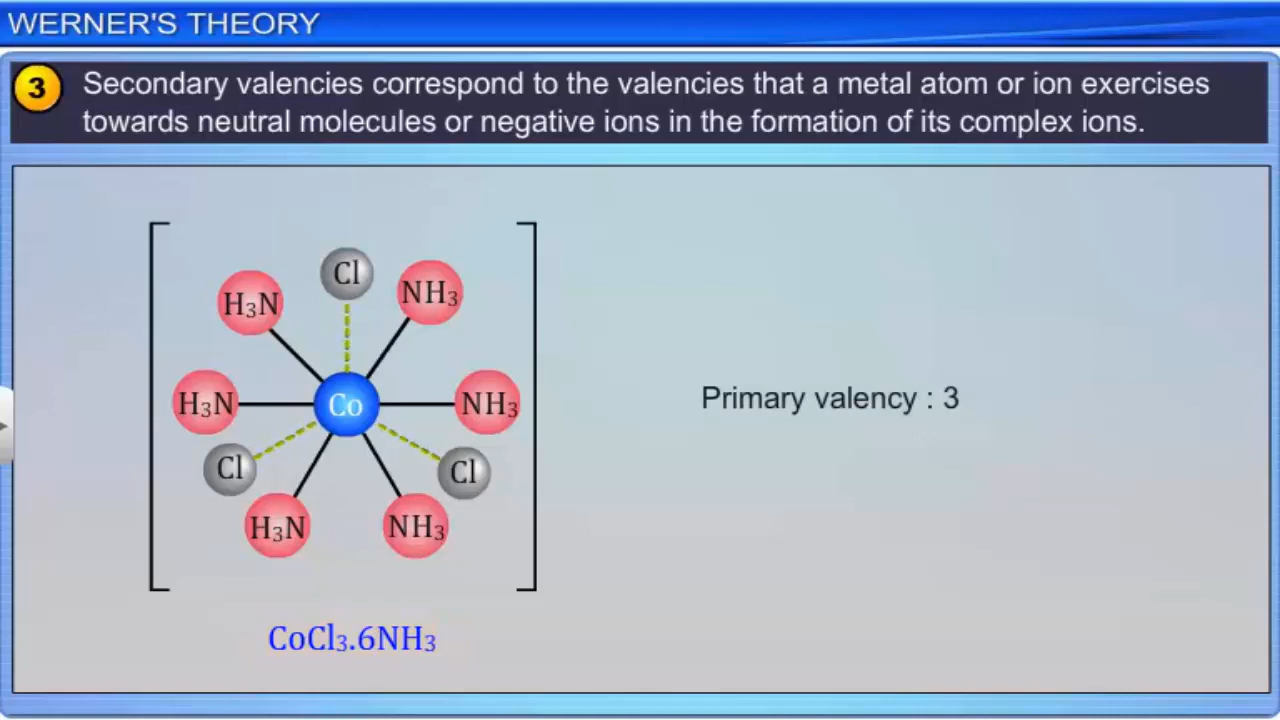 WERNER'S THEORY
3 Secondary valencies correspond to the valencies that a metal atom or ion exercises
towards neutral molecules or negative ions in the formation of its complex ions.
Cl
H₃N NH₃
H₃N Co NH₃
Primary valency : 3
Cl Cl
H₃N NH₃
CoCl₃.6NH₃